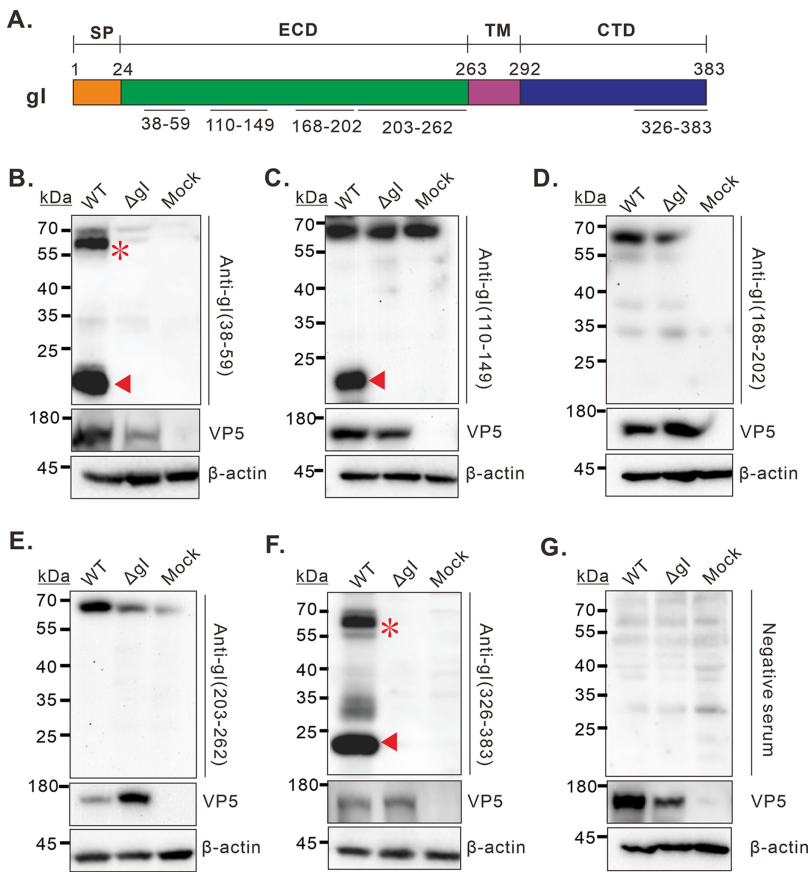 A.
SP ECD TM CTD
1 24 263 292 383
gI
38-59 110-149 168-202 203-262 326-383
B.
kDa WT ΔgI Mock
70
55
40
35
25
Anti-gI(38-59)
180
VP5
45
β-actin
C.
kDa WT ΔgI Mock
70
55
40
35
25
Anti-gI(110-149)
180
VP5
45
β-actin
D.
kDa WT ΔgI Mock
70
55
40
35
25
Anti-gI(168-202)
180
VP5
45
β-actin
E.
kDa WT ΔgI Mock
70
55
40
35
25
Anti-gI(203-262)
180
VP5
45
β-actin
F.
kDa WT ΔgI Mock
70
55
40
35
25
*
Anti-gI(326-383)
180
VP5
45
β-actin
G.
kDa WT ΔgI Mock
70
55
40
35
25
Negative serum
180
VP5
45
β-actin